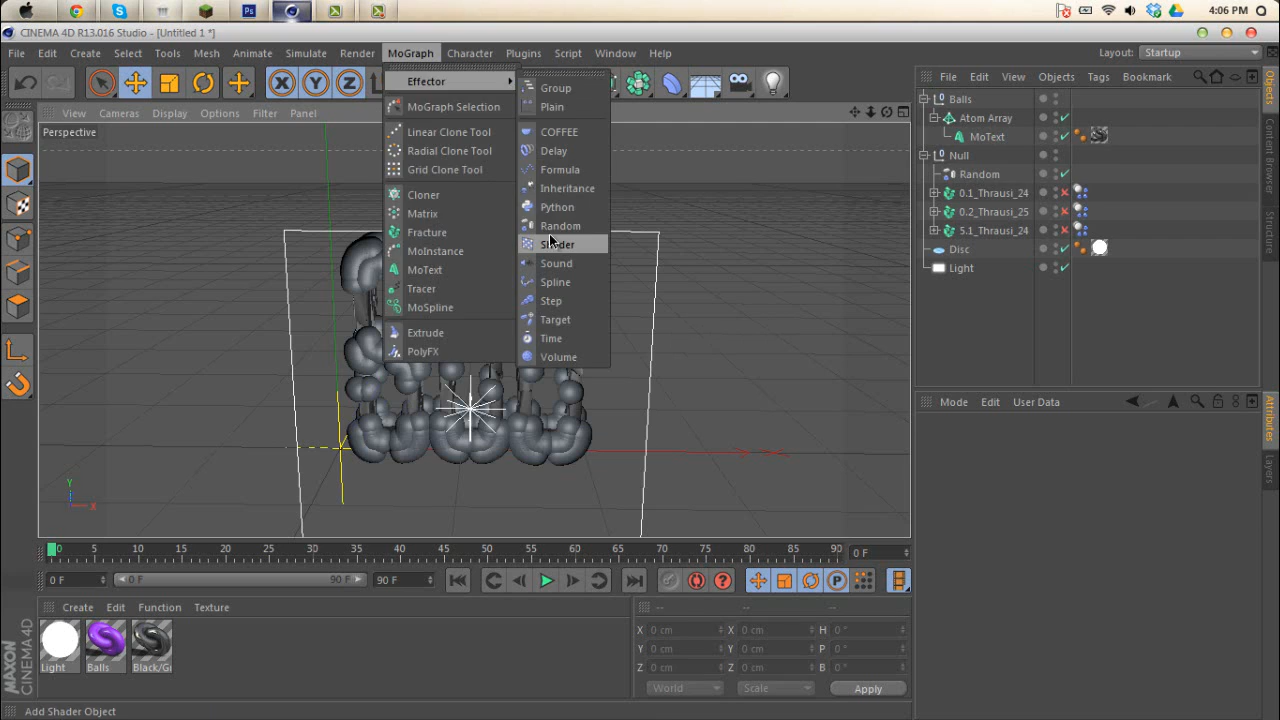 4:06 PM
CINEMA 4D R13.016 Studio - [Untitled 1 *]
File Edit Create Select Tools Mesh Animate Simulate Render MoGraph Character Plugins Script Window Help
Layout: Startup
X Y Z
View Cameras Display Options Filter Panel
Perspective
Effector
MoGraph Selection
Linear Clone Tool
Radial Clone Tool
Grid Clone Tool
Cloner
Matrix
Fracture
MoInstance
MoText
Tracer
MoSpline
Extrude
PolyFX
Group
Plain
COFFEE
Delay
Formula
Inheritance
Python
Random
Shader
Sound
Spline
Step
Target
Time
Volume
File Edit View Objects Tags
Balls
Atom Array
MoText
Null
Random
0.1_Thrausi_24
0.2_Thrausi_25
5.1_Thrausi_24
Disc
Light
Objects
Content Browser
Structure
Mode Edit User Data
Attributes
Layers
Y
X
0 5 10 15 20 25 30 35 40 45 50 55 60 65 70 75 80 85 90 0 F
0 F 0 F 90 F 90 F
Create Edit Function Texture
Light Balls Black/Gr
-- -- --
X 0 cm X 0 cm H 0 °
Y 0 cm Y 0 cm P 0 °
Z 0 cm Z 0 cm B 0 °
World Scale Apply
MAXON
CINEMA 4D
Add Shader Object